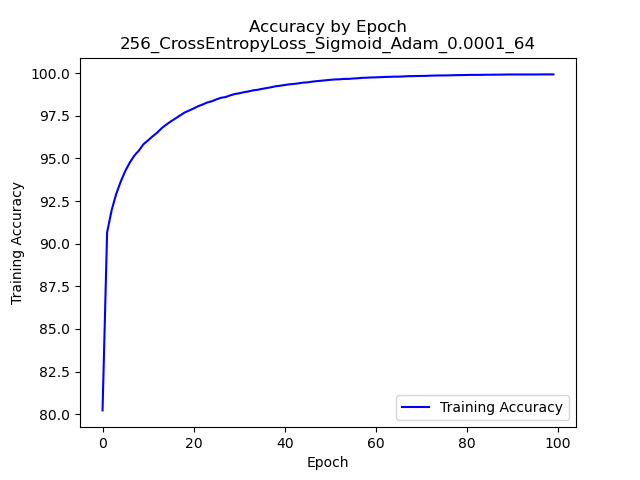 Accuracy by Epoch
256_CrossEntropyLoss_Sigmoid_Adam_0.0001_64
100.0
97.5
95.0
92.5
90.0
87.5
85.0
82.5
80.0
Training Accuracy
Training Accuracy
0 20 40 60 80 100
Epoch